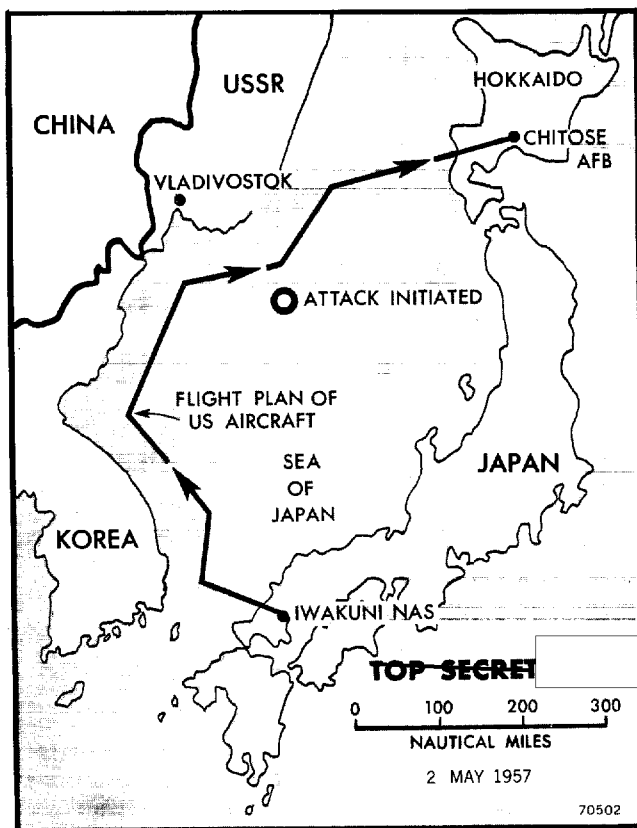 HOKKAIDO
USSR
CHINA
CHITOSE
AFB
VLADIVOSTOK
ATTACK INITIATED
FLIGHT PLAN OF
US AIRCRAFT
SEA
OF
JAPAN
JAPAN
KOREA
IWAKUNI NAS
TOP SECRET
0 100 200 300
NAUTICAL MILES
2 MAY 1957
70502